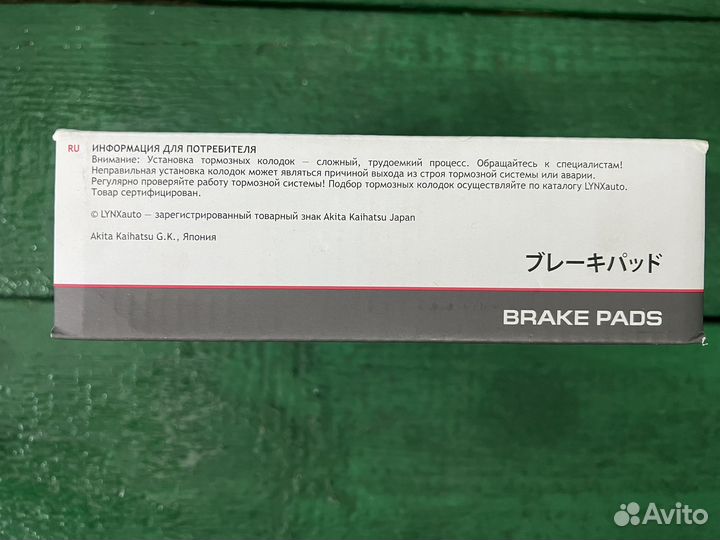 RU ИНФОРМАЦИЯ ДЛЯ ПОТРЕБИТЕЛЯ
Внимание: Установка тормозных колодок — сложный, трудоемкий процесс. Обращайтесь к специалистам!
Неправильная установка колодок может являться причиной выхода из строя тормозной системы или аварии.
Регулярно проверяйте работу тормозной системы! Подбор тормозных колодок осуществляйте по каталогу LYNXauto.
Товар сертифицирован.
© LYNXauto — зарегистрированный товарный знак Akita Kaihatsu Japan
Akita Kaihatsu G.K., Япония
ブレーキパッド
BRAKE PADS
Avito